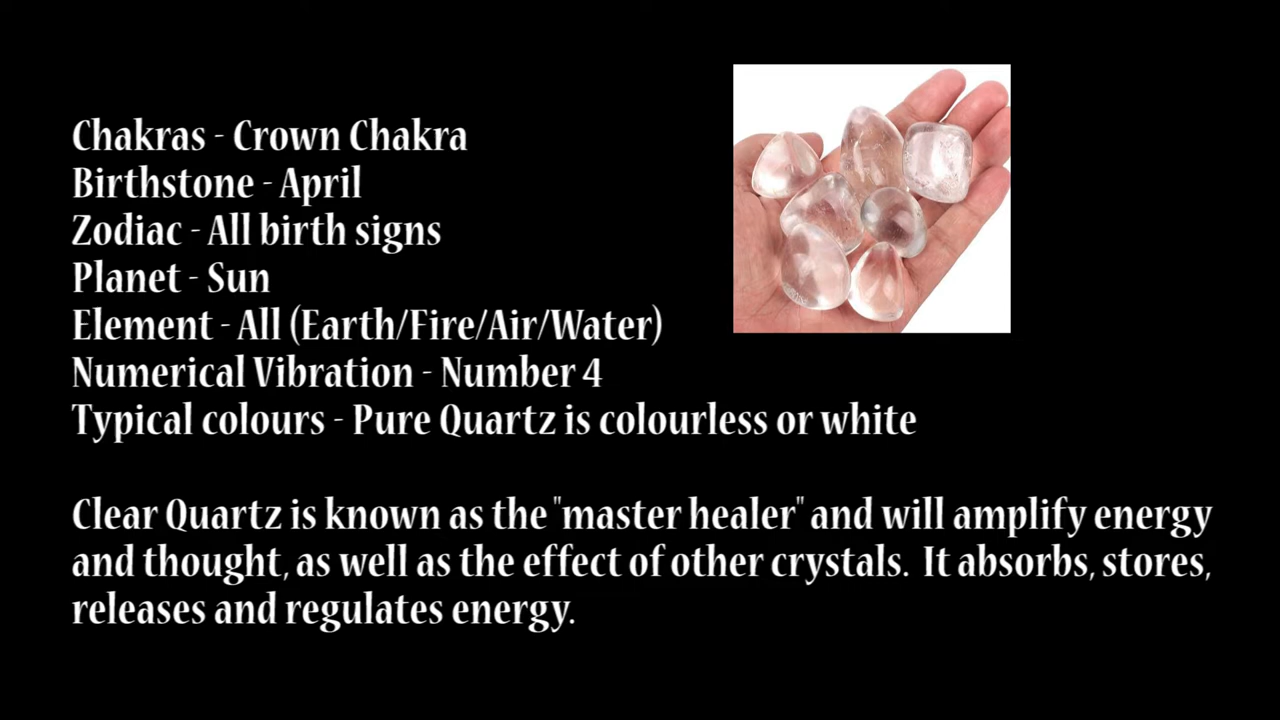 Chakras - Crown Chakra
Birthstone - April
Zodiac - All birth signs
Planet - Sun
Element - All (Earth/Fire/Air/Water)
Numerical Vibration - Number 4
Typical colours - Pure Quartz is colourless or white
Clear Quartz is known as the "master healer" and will amplify energy
and thought, as well as the effect of other crystals.  It absorbs, stores,
releases and regulates energy.